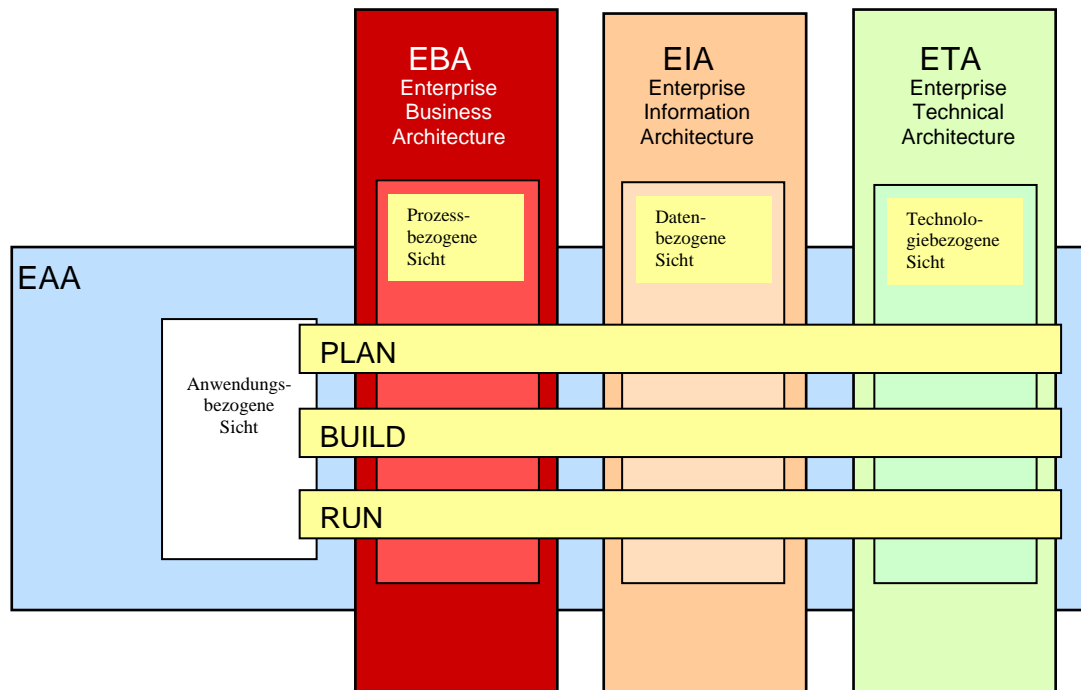 EBA
Enterprise
Business
Architecture
EIA
Enterprise
Information
Architecture
ETA
Enterprise
Technical
Architecture
Prozess-
bezogene
Sicht
Daten-
bezogene
Sicht
Technolo-
giebezogene
Sicht
EAA
Anwendungs-
bezogene
Sicht
PLAN
BUILD
RUN